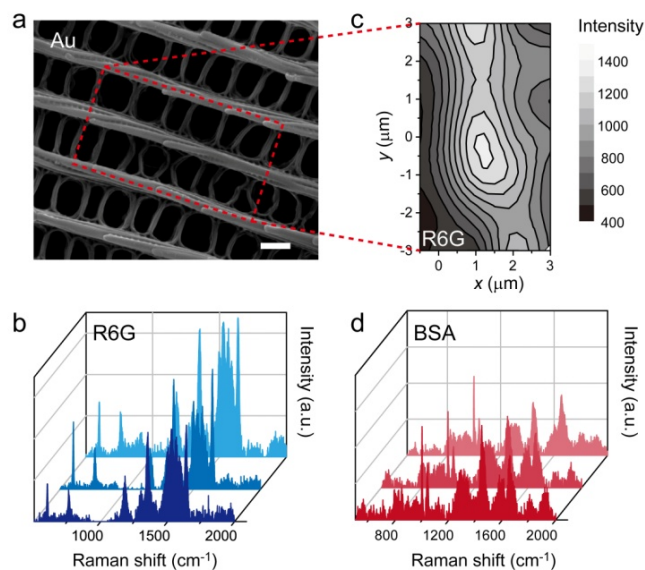 a
Au
c
Intensity
3
2
1
0
-1
-2
-3
y (μm)
R6G
0
1
2
3
x (μm)
1400
1200
1000
800
600
400
b
R6G
Intensity (a.u.)
1000
1500
2000
Raman shift (cm⁻¹)
d
BSA
Intensity (a.u.)
800
1200
1600
2000
Raman shift (cm⁻¹)